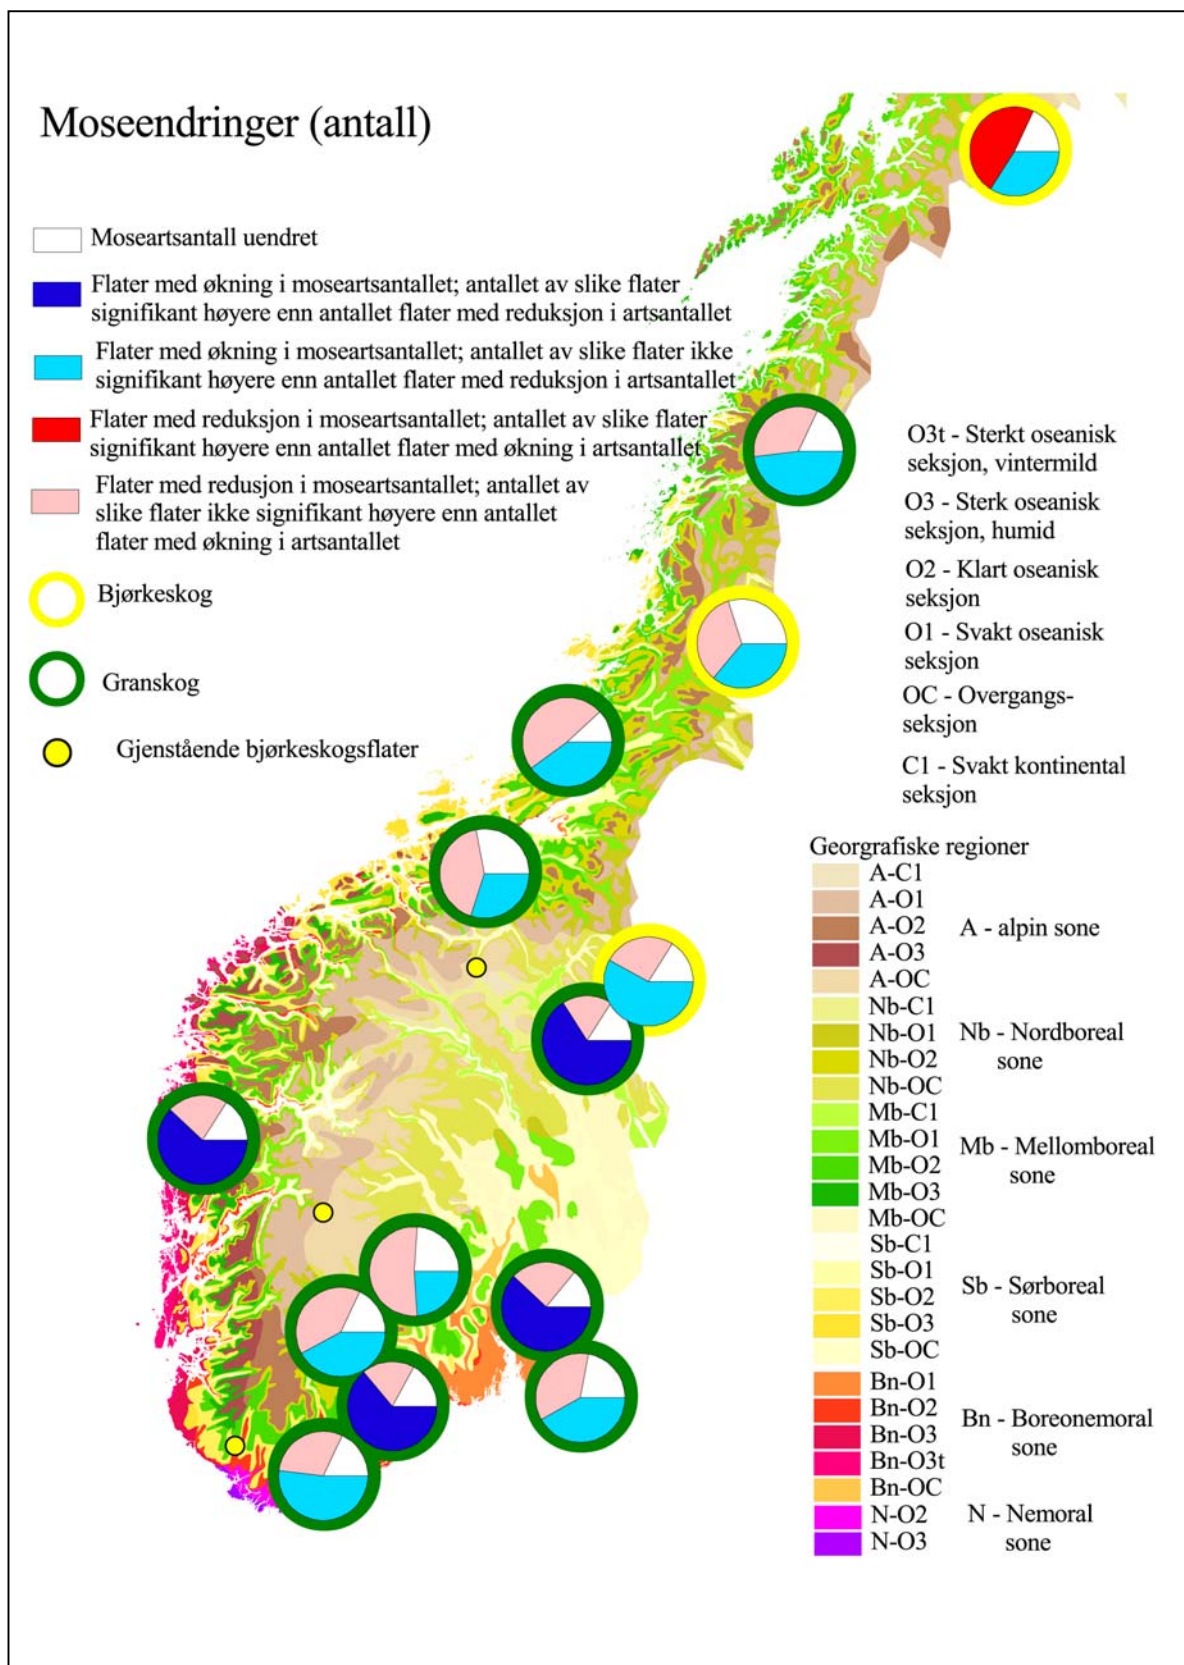 Moseendringer (antall)
Moseartsantall uendret
Flater med økning i moseartsantallet; antallet av slike flater
signifikant høyere enn antallet flater med reduksjon i artsantallet
Flater med økning i moseartsantallet; antallet av slike flater ikke
signifikant høyere enn antallet flater med reduksjon i artsantallet
Flater med reduksjon i moseartsantallet; antallet av slike flater
signifikant høyere enn antallet flater med økning i artsantallet
Flater med redusjon i moseartsantallet; antallet av
slike flater ikke signifikant høyere enn antallet
flater med økning i artsantallet
Bjørkeskog
Granskog
Gjenstående bjørkeskogsflater
O3t - Sterkt oseanisk
seksjon, vintermild
O3 - Sterk oseanisk
seksjon, humid
O2 - Klart oseanisk
seksjon
O1 - Svakt oseanisk
seksjon
OC - Overgangs-
seksjon
C1 - Svakt kontinental
seksjon
Georgrafiske regioner
A-C1
A-O1
A-O2
A-O3
A-OC
A - alpin sone
Nb-C1
Nb-O1
Nb-O2
Nb-OC
Nb - Nordboreal
sone
Mb-C1
Mb-O1
Mb-O2
Mb-O3
Mb-OC
Mb - Mellomboreal
sone
Sb-C1
Sb-O1
Sb-O2
Sb-O3
Sb-OC
Sb - Sørboreal
sone
Bn-O1
Bn-O2
Bn-O3
Bn-O3t
Bn-OC
Bn - Boreonemoral
sone
N-O2
N-O3
N - Nemoral
sone